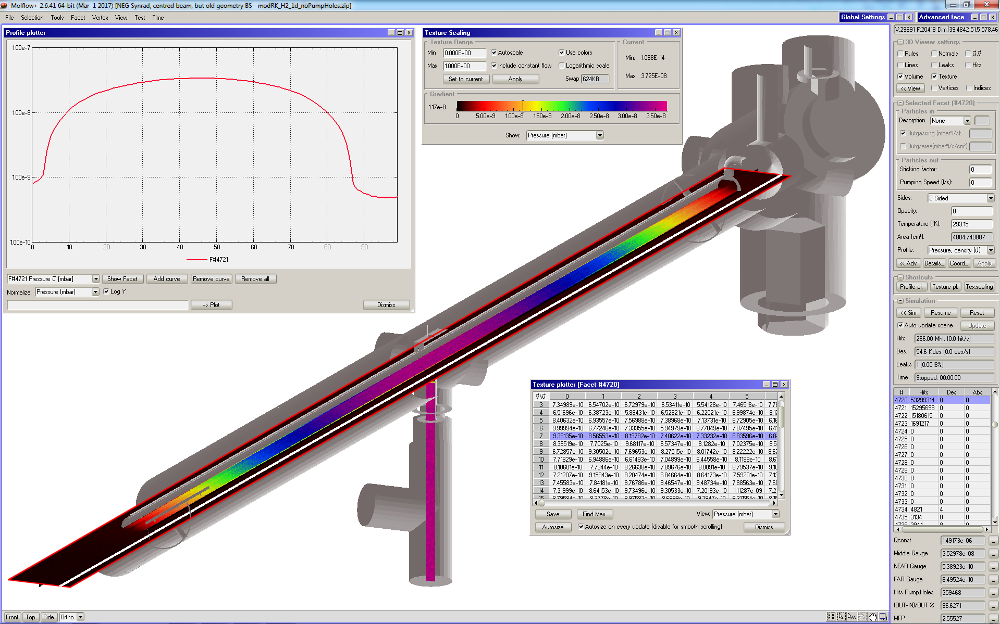 Molflow+ 2.6.41 64-bit (Mar 1 2017) [NEG Synrad, centred beam, but old geometry BS - modRK_H2_1d_noPumpHoles.zip]
File Selection Tools Facet Vertex View Test Time
Global Settings
Advanced face...
Profile plotter
1.00e-7
1.00e-8
1.00e-9
1.00e-10
0 10 20 30 40 50 60 70 80 90
F#4721
F#4721 Pressure u⃗ [mbar] Show Facet Add curve Remove curve Remove all
Normalize: Pressure (mbar) Log Y
-> Plot Dismiss
Texture Scaling
Texture Range
Min 0.000E+00 Autoscale Use colors
Max 1.000E+00 Include constant flow Logarithmic scale
Set to current Apply Swap 624KB
Current
Min: 1.088E-14
Max: 3.725E-08
Gradient
1.17e-8
0 5.00e-9 1.00e-8 1.50e-8 2.00e-8 2.50e-8 3.00e-8 3.50e-8
Show: Pressure [mbar]
Texture plotter [Facet #4720]
v⃗\u⃗ 0 1 2 3 4 5
3 7.34989e-10 6.54702e-10 6.72979e-10 6.53411e-10 5.54128e-10 7.46518e-10 7.78
4 6.51696e-10 6.38723e-10 5.88431e-10 6.52821e-10 6.22021e-10 6.99874e-10 8.17
5 8.40632e-10 6.93557e-10 7.56988e-10 7.38968e-10 7.13731e-10 6.72905e-10 6.16
6 9.99994e-10 6.77246e-10 7.33355e-10 5.94979e-10 8.77049e-10 7.87495e-10 6.4
7 9.36135e-10 8.56553e-10 8.19782e-10 7.40622e-10 7.33232e-10 6.83596e-10 6.8
8 8.38519e-10 7.7025e-10 9.68117e-10 6.57347e-10 8.1282e-10 7.02375e-10 8.5
9 6.72857e-10 9.30502e-10 7.69653e-10 8.27515e-10 8.01742e-10 8.22222e-10 8.6
10 7.71829e-10 6.94886e-10 6.61493e-10 7.04899e-10 6.44558e-10 8.1189e-10 8.6
11 8.10601e-10 7.7344e-10 8.26638e-10 7.89676e-10 8.0091e-10 8.79537e-10 9.10
12 7.21207e-10 9.15843e-10 8.20474e-10 6.84664e-10 8.64173e-10 7.59201e-10 7.13
13 7.45583e-10 7.84181e-10 8.76786e-10 8.46547e-10 9.48734e-10 7.88563e-10 7.60
14 7.31999e-10 8.64153e-10 9.73496e-10 9.30533e-10 7.20193e-10 1.11287e-09 7.2
Save Find Max. View: Pressure [mbar]
Autosize Autosize on every update (disable for smooth scrolling) Dismiss
V:29691 F:20418 Dim:(39.4842,515,578.46
3D Viewer settings
Rules Normals u⃗,v⃗
Lines Leaks Hits
Volume Texture
<< View Vertices Indices
Selected Facet (#4720)
Particles in
Desorption None
Outgassing (mbar*l/s):
Outg/area(mbar*l/s/cm²):
Particles out
Sticking factor: 0
Pumping Speed (l/s): 0
Sides: 2 Sided
Opacity: 0
Temperature (°K): 293.15
Area (cm²): 4804.749887
Profile: Pressure, density (u⃗)
<< Adv Details... Coord... Apply
Shortcuts
Profile pl. Texture pl. Tex.scaling
Simulation
<< Sim Resume Reset
Auto update scene Update
Hits 266.00 Mhit (0.0 hit/s)
Des. 54.6 Kdes (0.0 des/s)
Leaks 1 (0.0018%)
Time Stopped: 00:00:00
# Hits Des Abs
4720 53299314 0 0
4721 15295698 0 0
4722 15180615 0 0
4723 1691217 0 0
4724 0 0 0
4725 0 0 0
4726 0 0 0
4727 0 0 0
4728 0 0 0
4729 0 0 0
4730 0 0 0
4731 0 0 0
4732 0 0 0
4733 0 0 0
4734 4821 4 0
4735 3134 0 0
Qconst 1.49173e-06 ...
Middle Gauge 3.52978e-08 ...
NEAR Gauge 5.38923e-10 ...
FAR Gauge 6.49524e-10 ...
Hits Pump.Holes 359468 ...
(OUT-IN)/OUT % 96.6271 ...
MFP 2.55527 ...
Front Top Side Ortho.